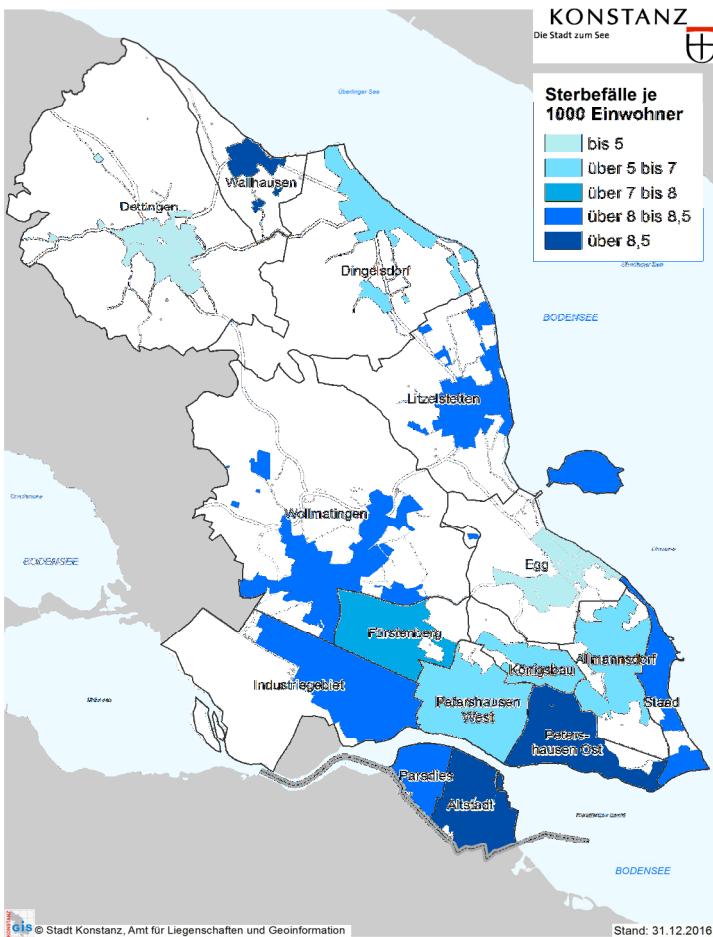 KONSTANZ
Die Stadt zum See
Sterbefälle je
1000 Einwohner
bis 5
über 5 bis 7
über 7 bis 8
über 8 bis 8,5
über 8,5
Überlinger See
Wallhausen
Dettingen
Dingelsdorf
BODENSEE
Litzelstetten
Wollmatingen
BODENSEE
Egg
Fürstenberg
Allmannsdorf
Königsbau
Industriegebiet
Petershausen
West
Staad
Peters-
hausen Ost
Paradies
Altstadt
BODENSEE
GIS © Stadt Konstanz, Amt für Liegenschaften und Geoinformation
Stand: 31.12.2016